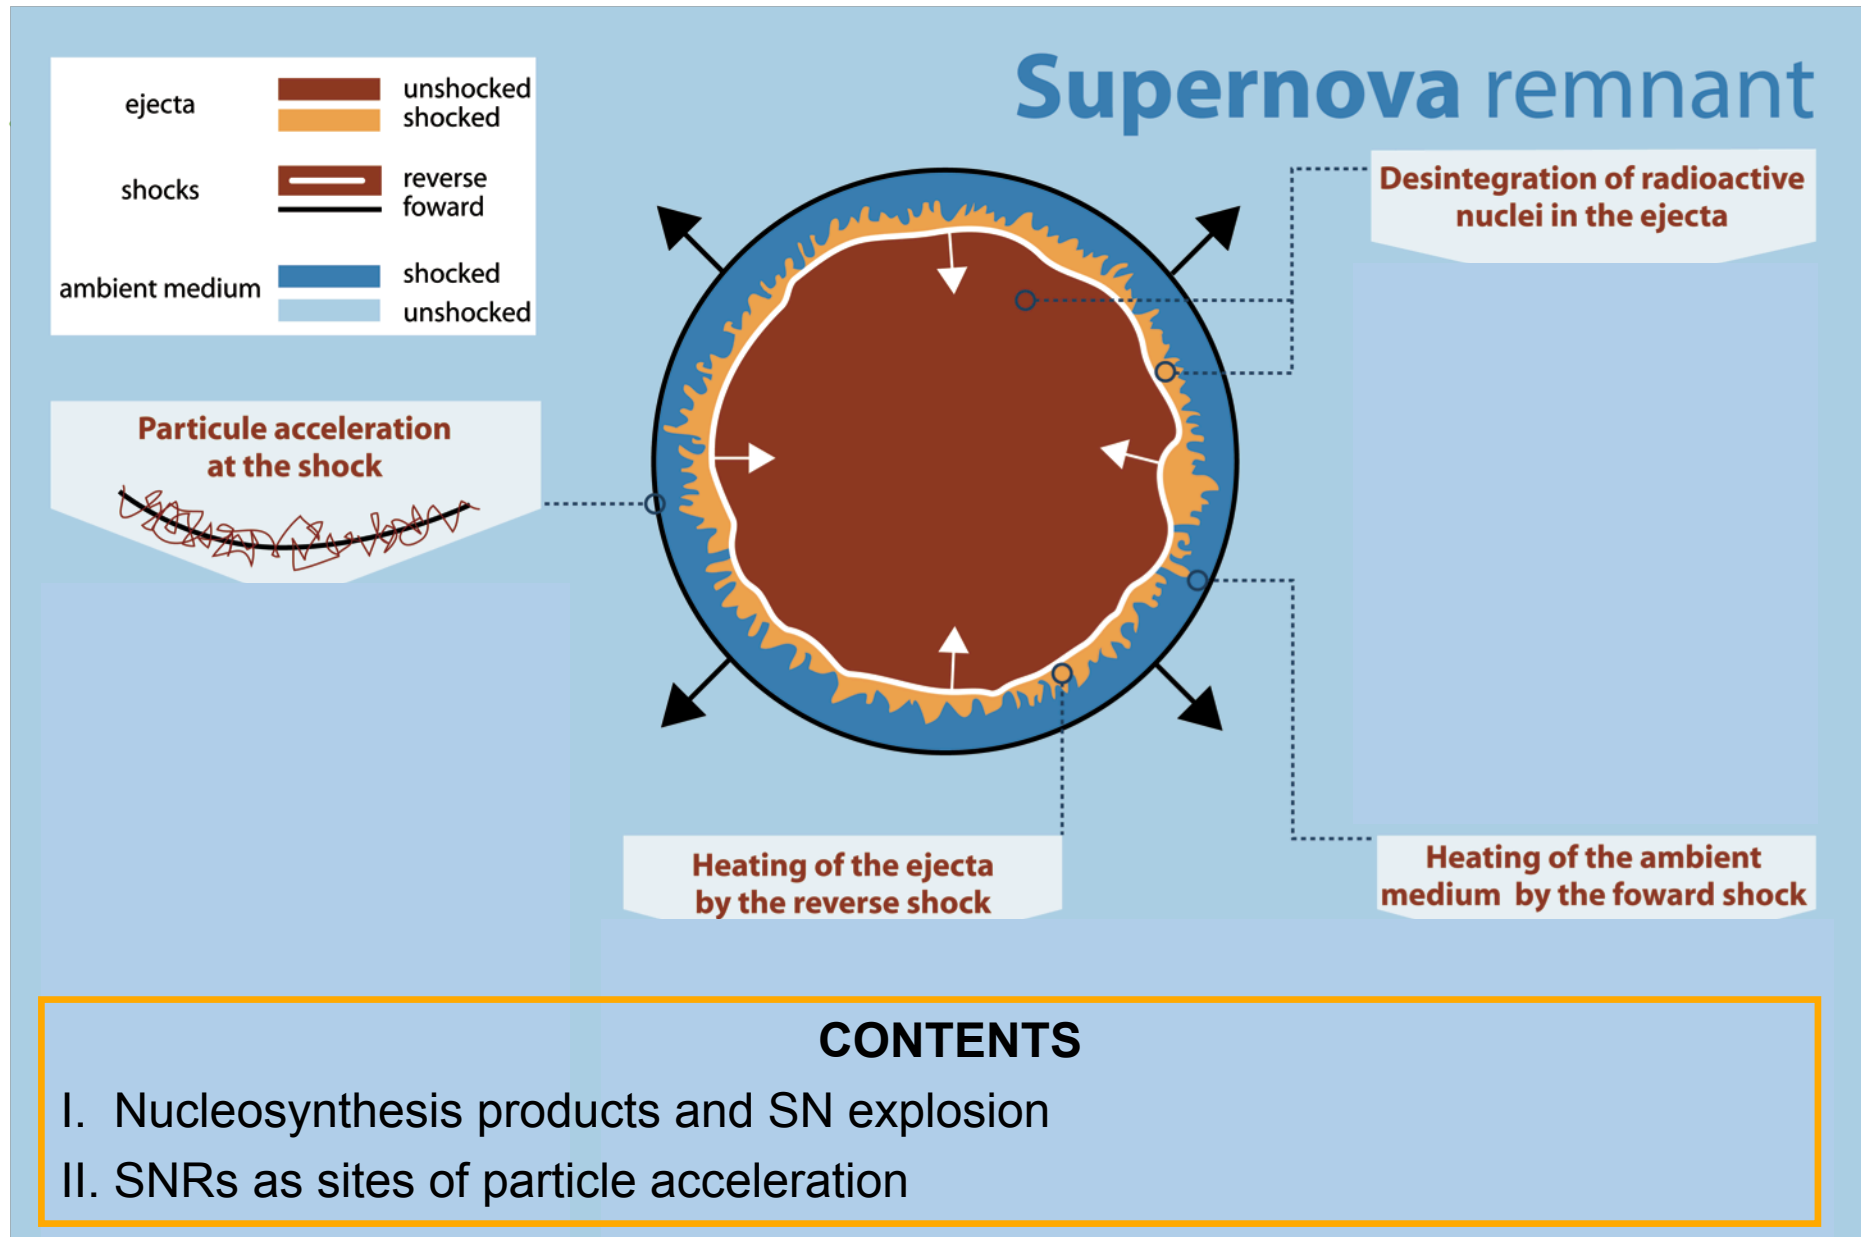 Supernova remnant
ejecta
unshocked
shocked
shocks
reverse
foward
ambient medium
shocked
unshocked
Desintegration of radioactive
nuclei in the ejecta
Particule acceleration
at the shock
Heating of the ejecta
by the reverse shock
Heating of the ambient
medium by the foward shock
CONTENTS
I. Nucleosynthesis products and SN explosion
II. SNRs as sites of particle acceleration